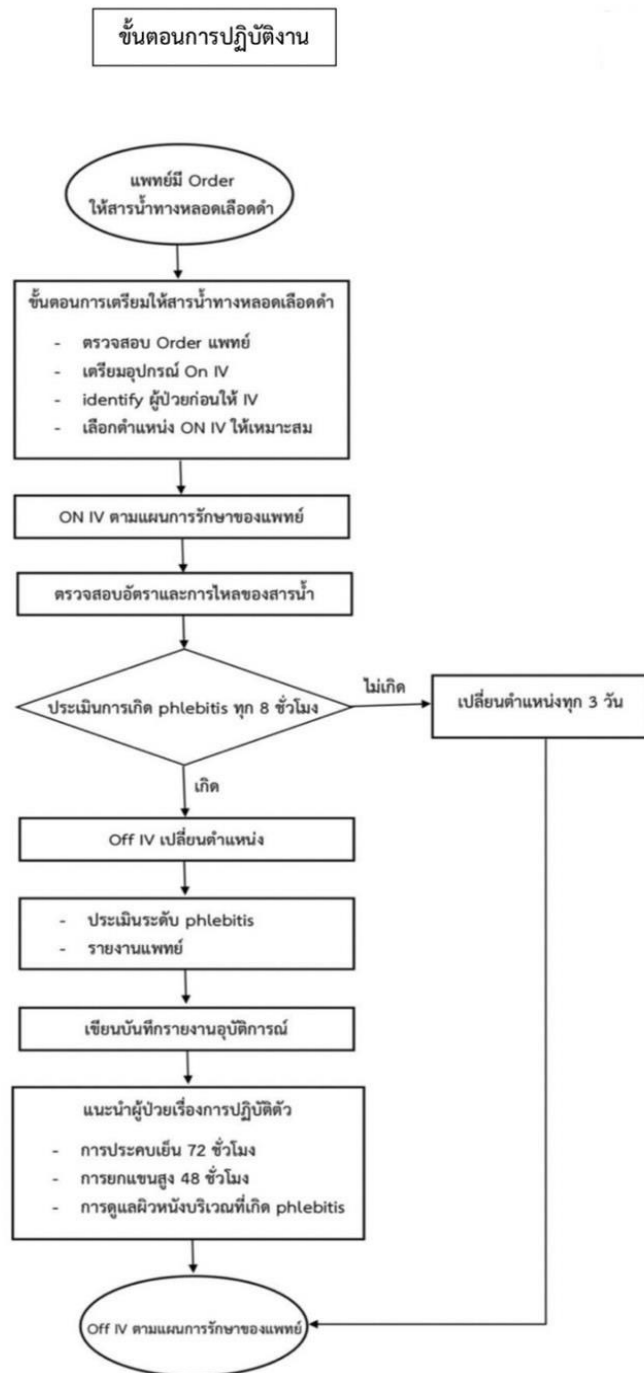 ขั้นตอนการปฏิบัติงาน
แพทย์มี Order
ให้สารน้ำทางหลอดเลือดดำ
ขั้นตอนการเตรียมให้สารน้ำทางหลอดเลือดดำ
- ตรวจสอบ Order แพทย์
- เตรียมอุปกรณ์ On IV
- identify ผู้ป่วยก่อนให้ IV
- เลือกตำแหน่ง ON IV ให้เหมาะสม
ON IV ตามแผนการรักษาของแพทย์
ตรวจสอบอัตราและการไหลของสารน้ำ
ประเมินการเกิด phlebitis ทุก 8 ชั่วโมง
ไม่เกิด
เปลี่ยนตำแหน่งทุก 3 วัน
เกิด
Off IV เปลี่ยนตำแหน่ง
- ประเมินระดับ phlebitis
- รายงานแพทย์
เขียนบันทึกรายงานอุบัติการณ์
แนะนำผู้ป่วยเรื่องการปฏิบัติตัว
- การประคบเย็น 72 ชั่วโมง
- การยกแขนสูง 48 ชั่วโมง
- การดูแลผิวหนังบริเวณที่เกิด phlebitis
Off IV ตามแผนการรักษาของแพทย์